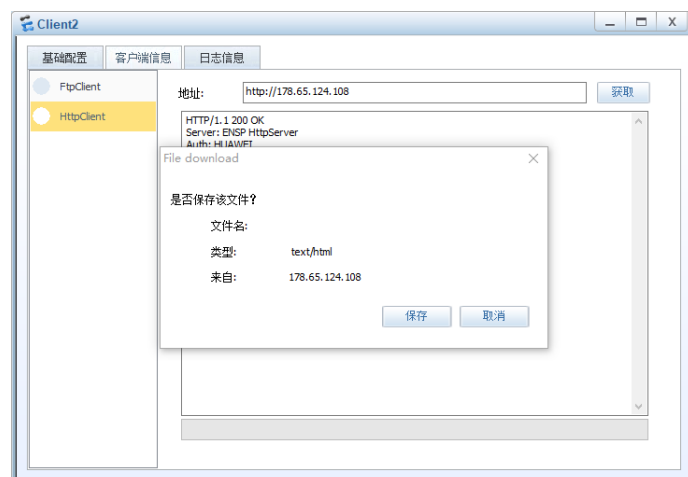 Client2
基础配置 客户端信息 日志信息
FtpClient
HttpClient
地址: http://178.65.124.108 获取
HTTP/1.1 200 OK
Server: ENSP HttpServer
Auth: HUAWEI
File download
是否保存该文件?
文件名:
类型: text/html
来自: 178.65.124.108
保存 取消